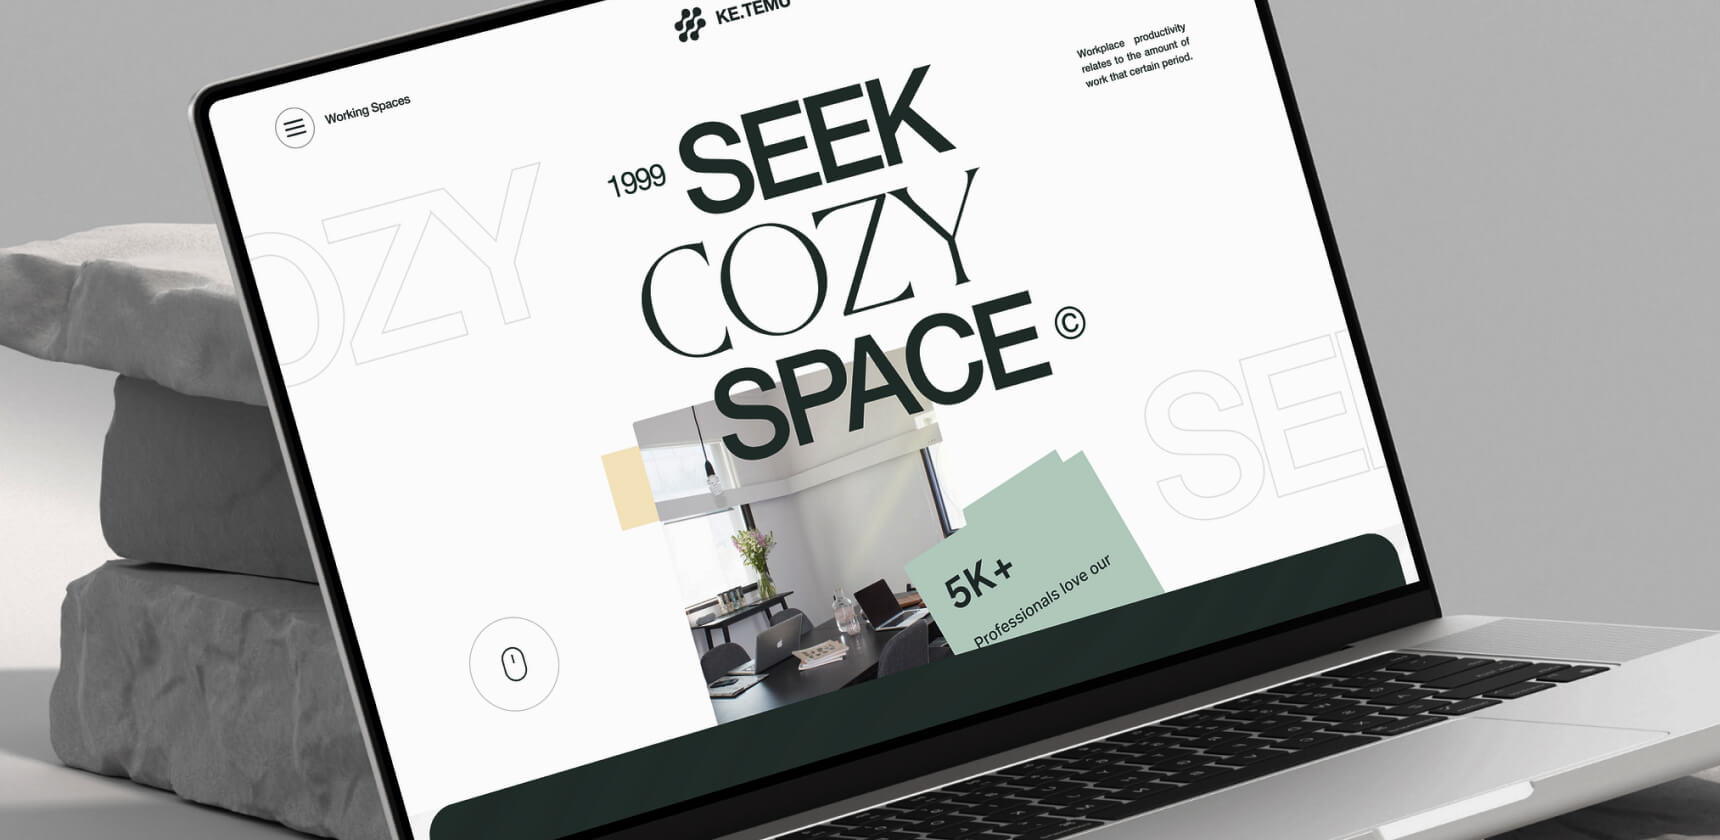 KE.TEMU
Working Spaces
Workplace productivity
relates to the amount of
work that certain period.
1999
SEEK
COZY
SPACE ©
OZY
SE
5K+
Professionals love our